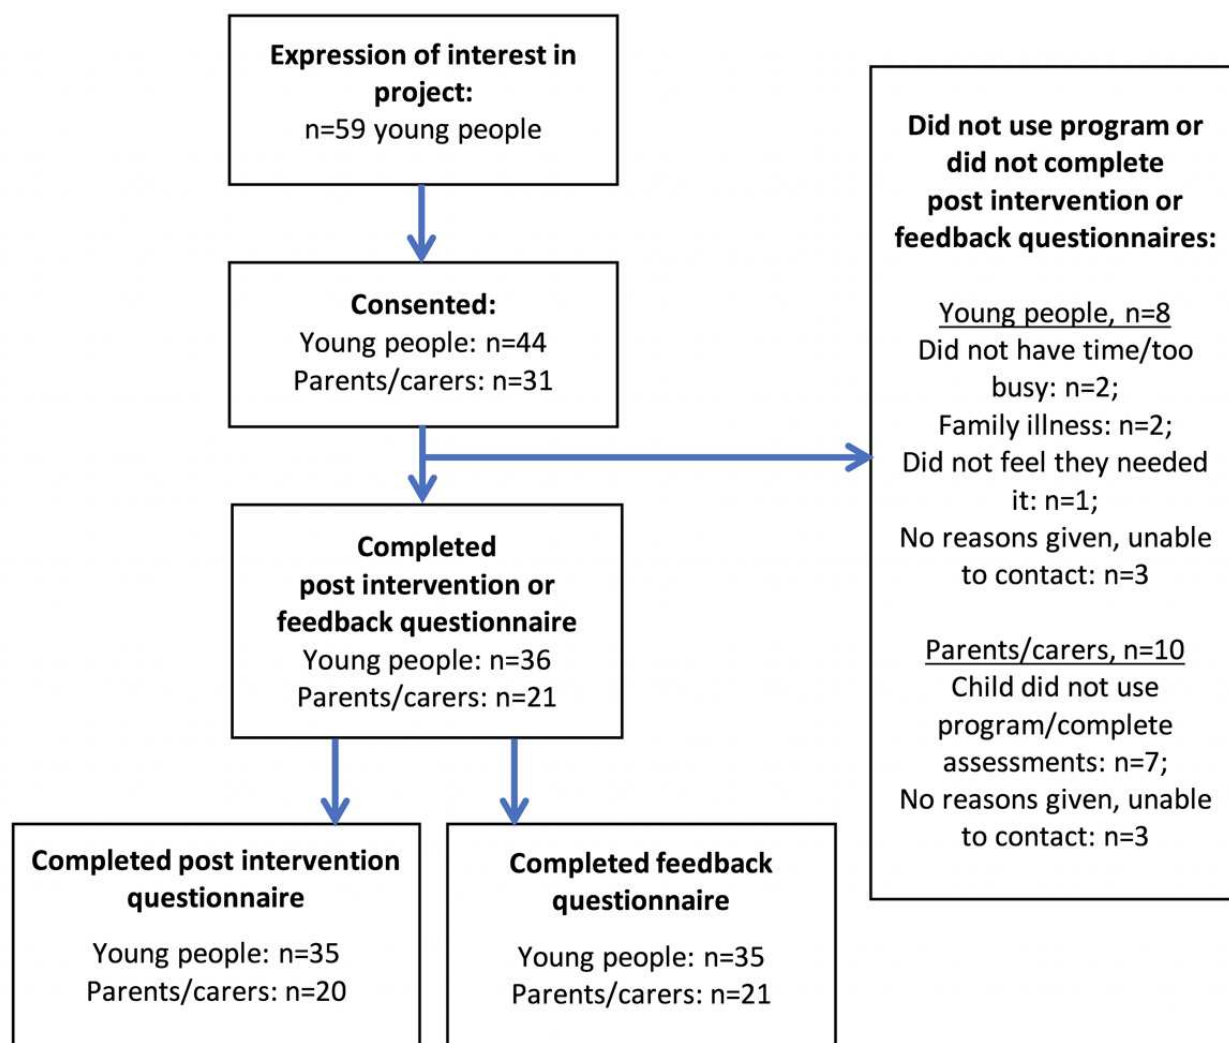 Expression of interest in
project:
n=59 young people
Consented:
Young people: n=44
Parents/carers: n=31
Did not use program or
did not complete
post intervention or
feedback questionnaires:
Young people, n=8
Did not have time/too
busy: n=2;
Family illness: n=2;
Did not feel they needed
it: n=1;
No reasons given, unable
to contact: n=3
Parents/carers, n=10
Child did not use
program/complete
assessments: n=7;
No reasons given, unable
to contact: n=3
Completed
post intervention or
feedback questionnaire
Young people: n=36
Parents/carers: n=21
Completed post intervention
questionnaire
Young people: n=35
Parents/carers: n=20
Completed feedback
questionnaire
Young people: n=35
Parents/carers: n=21